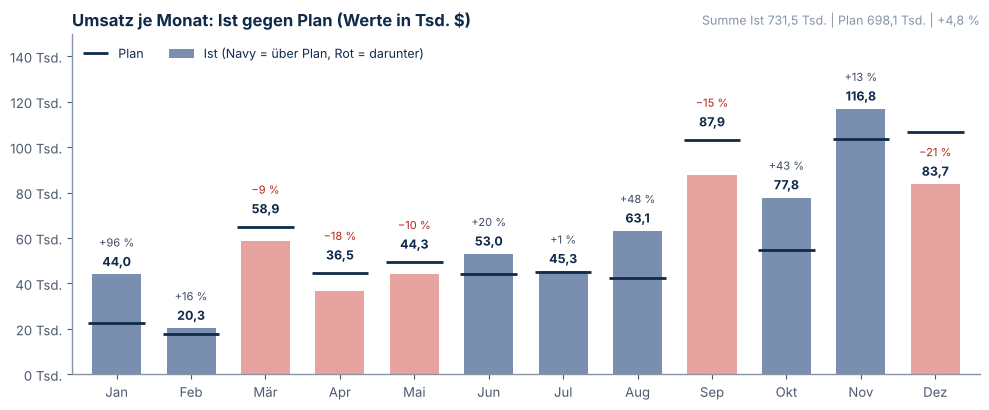 Umsatz je Monat: Ist gegen Plan (Werte in Tsd. $)
Summe Ist 731,5 Tsd. | Plan 698,1 Tsd. | +4,8 %
Plan
Ist (Navy = über Plan, Rot = darunter)
140 Tsd.
120 Tsd.
100 Tsd.
80 Tsd.
60 Tsd.
40 Tsd.
20 Tsd.
0 Tsd.
+96 %
44,0
+16 %
20,3
−9 %
58,9
−18 %
36,5
−10 %
44,3
+20 %
53,0
+1 %
45,3
+48 %
63,1
−15 %
87,9
+43 %
77,8
+13 %
116,8
−21 %
83,7
Jan
Feb
Mär
Apr
Mai
Jun
Jul
Aug
Sep
Okt
Nov
Dez